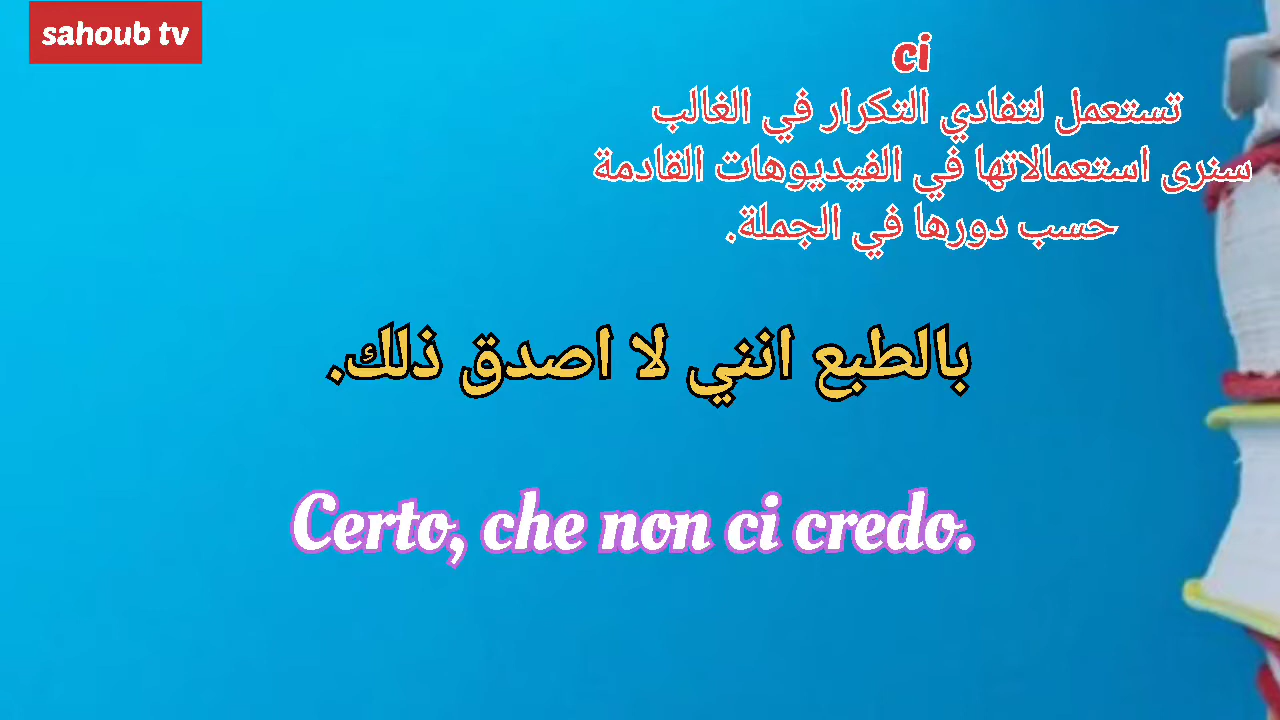 sahoub tv
ci
تستعمل لتفادي التكرار في الغالب
سنرى استعمالاتها في الفيديوهات القادمة
حسب دورها في الجملة.
بالطبع انني لا اصدق ذلك.
Certo, che non ci credo.